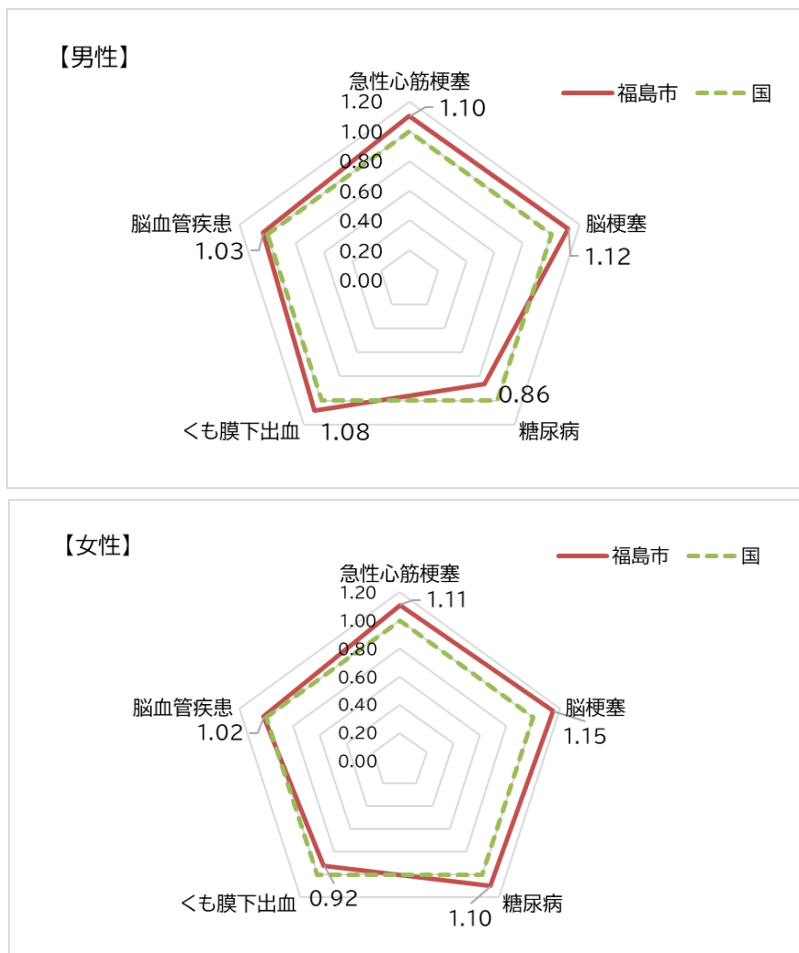 【男性】
福島市 国
急性心筋梗塞
1.10
1.20
1.00
0.80
0.60
0.40
0.20
0.00
脳梗塞
1.12
脳血管疾患
1.03
0.86
糖尿病
くも膜下出血
1.08
【女性】
福島市 国
急性心筋梗塞
1.11
1.20
1.00
0.80
0.60
0.40
0.20
0.00
脳梗塞
1.15
脳血管疾患
1.02
くも膜下出血
0.92
糖尿病
1.10